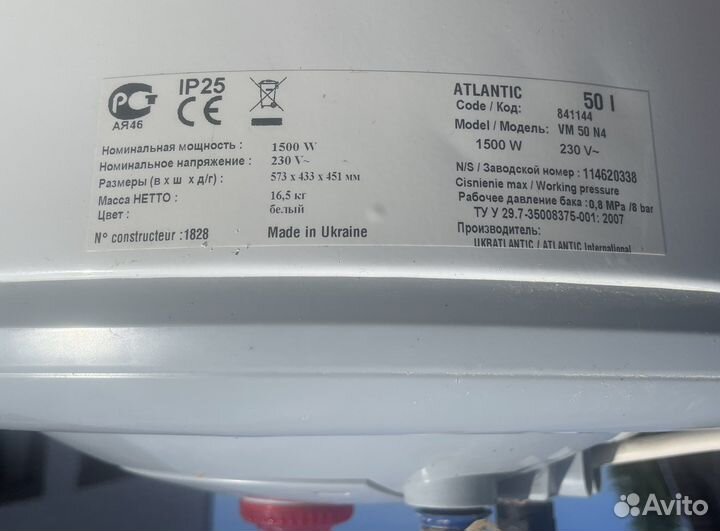 РСТ IP25 CE
АЯ46
Номинальная мощность : 1500 W
Номинальное напряжение : 230 V~
Размеры (в x ш x д/г) : 573 x 433 x 451 мм
Масса НЕТТО : 16,5 кг
Цвет : белый
N° constructeur :1828 Made in Ukraine
ATLANTIC 50 l
Code / Код: 841144
Model / Модель: VM 50 N4
1500 W 230 V~
N/S / Заводской номер : 114620338
Cisnienie max / Working pressure
Рабочее давление бака : 0,8 MPa /8 bar
ТУ У 29.7-35008375-001: 2007
Производитель:
UKRATLANTIC / ATLANTIC International
Avito